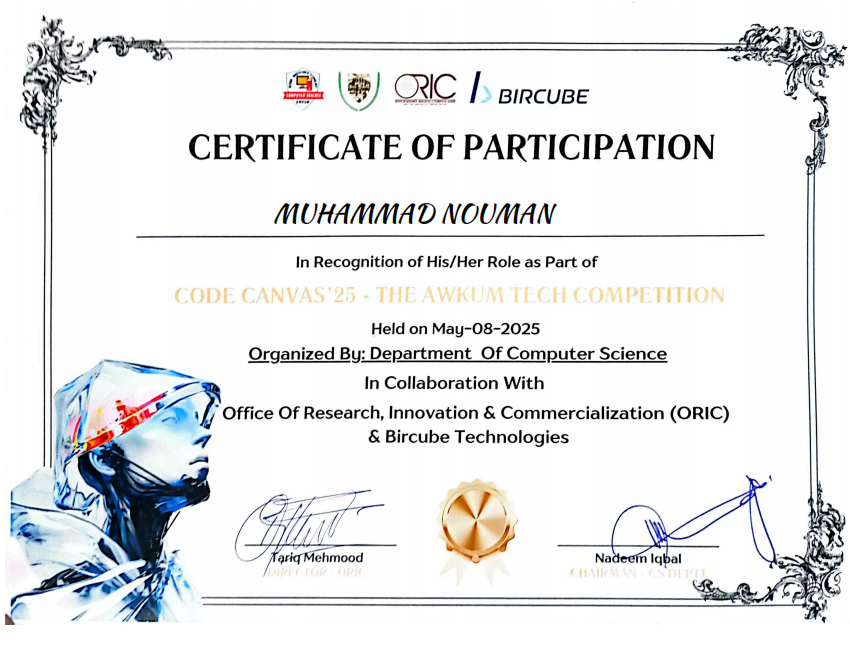 COMPUTER SCIENCE
ORIC
BIRCUBE
CERTIFICATE OF PARTICIPATION
MUHAMMAD NOUMAN
In Recognition of His/Her Role as Part of
CODE CANVAS'25 - THE AWKUM TECH COMPETITION
Held on May-08-2025
Organized By: Department Of Computer Science
In Collaboration With
Office Of Research, Innovation & Commercialization (ORIC)
& Bircube Technologies
Tariq Mehmood
DIRECTOR - ORIC
Nadeem Iqbal
CHAIRMAN - CS DEPTT